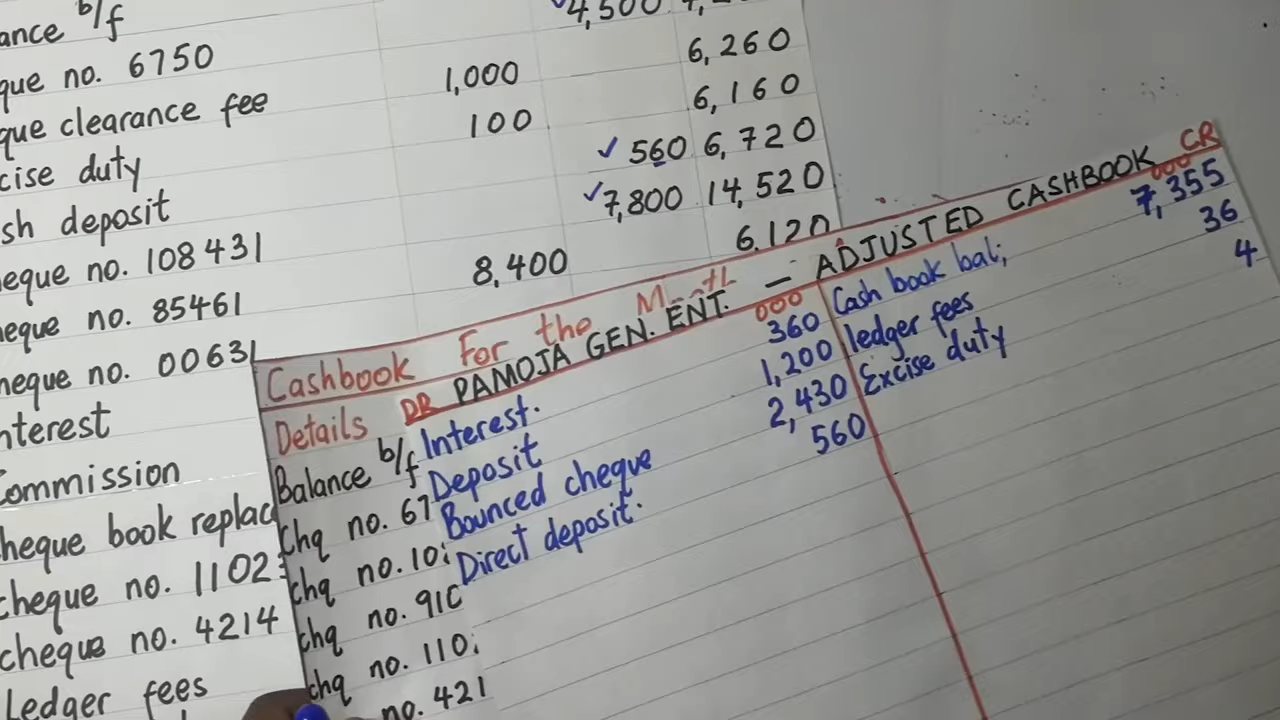 ance b/f 4,500
que no. 6750 1,000 6,260
que clearance fee 100 6,160
cise duty ✓ 560 6,720
sh deposit ✓7,800 14,520
eque no. 108431 8,400 6,120
eque no. 85461
heque no. 00631
nterest
Commission
heque book replac
cheque no. 1102
cheque no. 4214
Ledger fees
Cashbook For the
Details
Balance b/f
Chq no. 67
Chq no. 10
Chq no. 910
Chq no. 110
no. 421
DR PAMOJA GEN. ENT. – ADJUSTED CASHBOOK CR
000 000
Interest. 360 Cash book bal; 7,355
Deposit 1,200 ledger fees 36
Bounced cheque 2,430 Excise duty 4
Direct deposit. 560